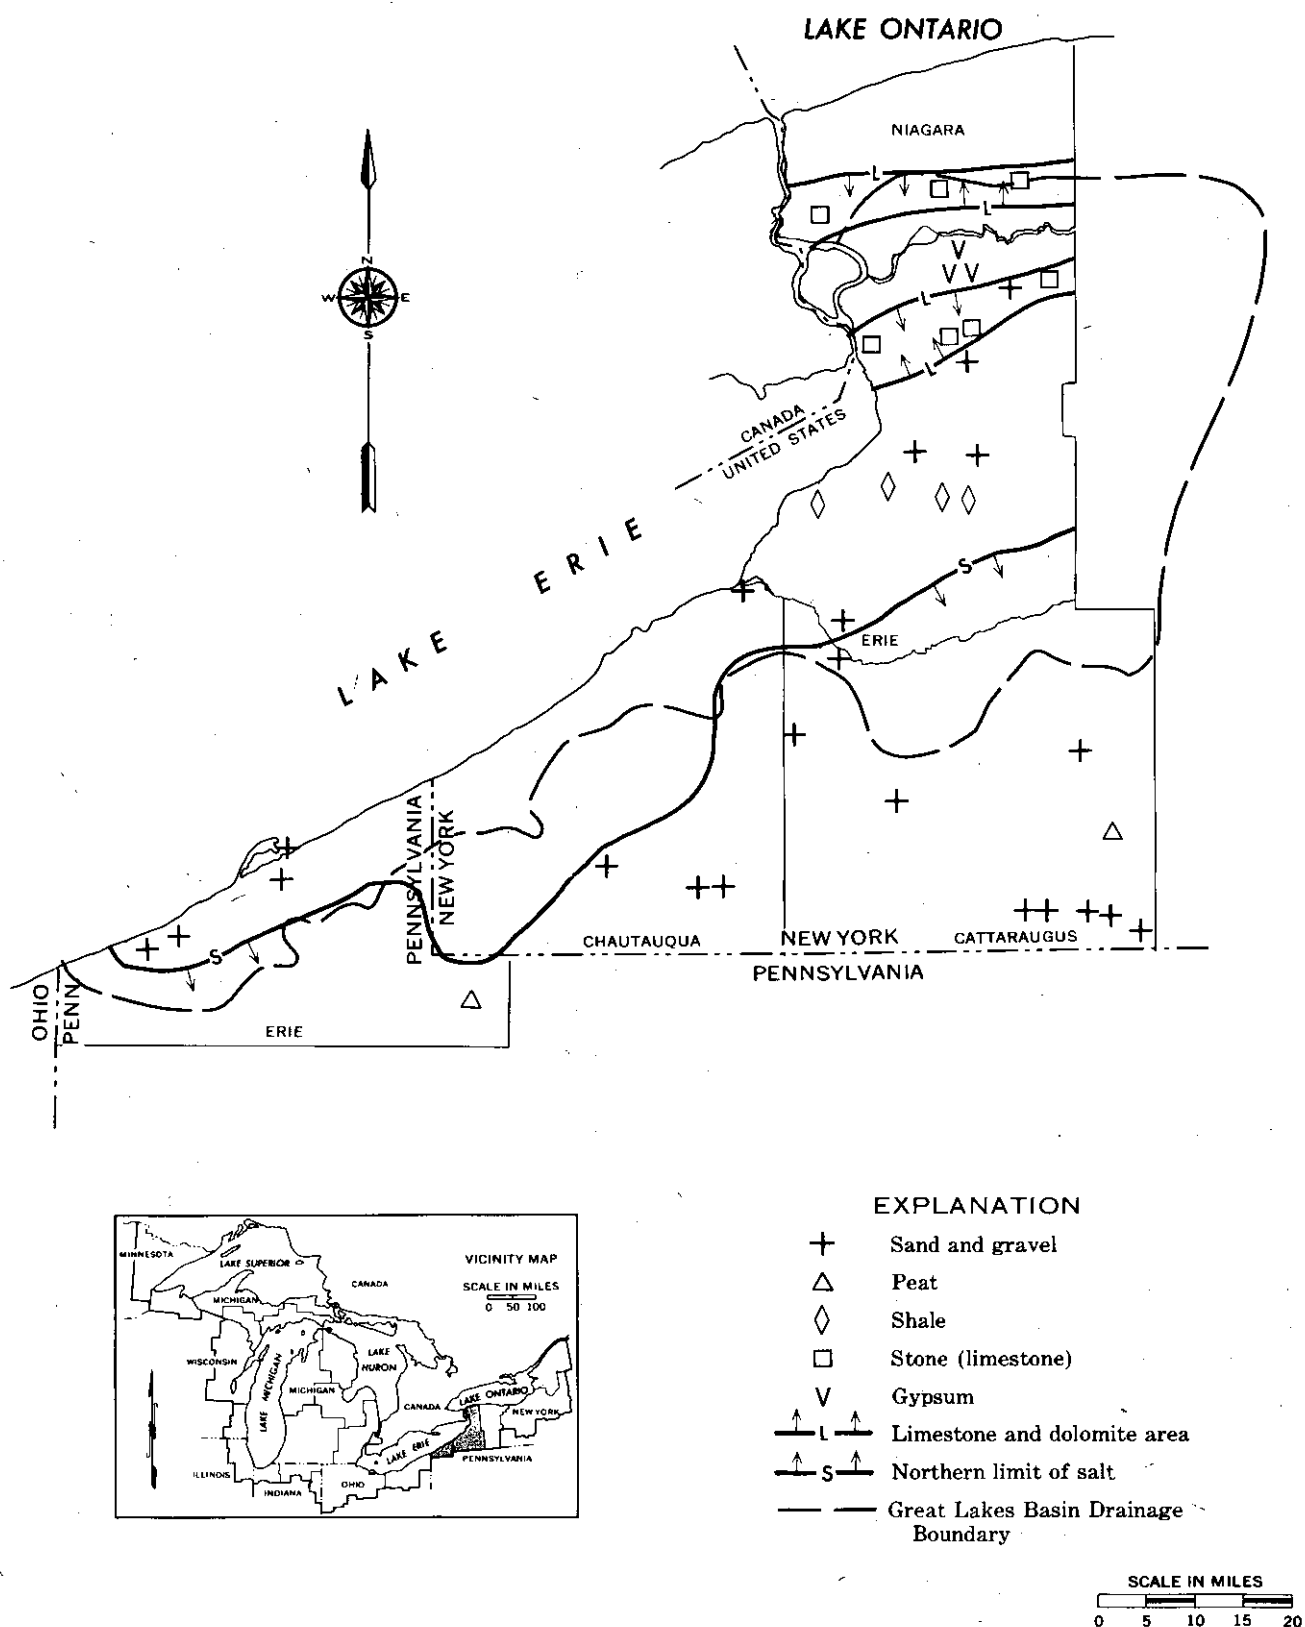 LAKE ONTARIO
NIAGARA
L
L
N
W E
S
V
V V
L
L
CANADA
UNITED STATES
LAKE ERIE
S
ERIE
PENNSYLVANIA
NEW YORK
S
CHAUTAUQUA
NEW YORK
CATTARAUGUS
PENNSYLVANIA
OHIO
PENN
ERIE
EXPLANATION
Sand and gravel
Peat
Shale
Stone (limestone)
V Gypsum
L Limestone and dolomite area
S Northern limit of salt
Great Lakes Basin Drainage
Boundary
SCALE IN MILES
0 5 10 15 20
VICINITY MAP
SCALE IN MILES
0 50 100
MINNESOTA
LAKE SUPERIOR
CANADA
MICHIGAN
WISCONSIN
LAKE MICHIGAN
LAKE
HURON
MICHIGAN
CANADA
LAKE ONTARIO
NEW YORK
LAKE ERIE
PENNSYLVANIA
ILLINOIS
INDIANA
OHIO